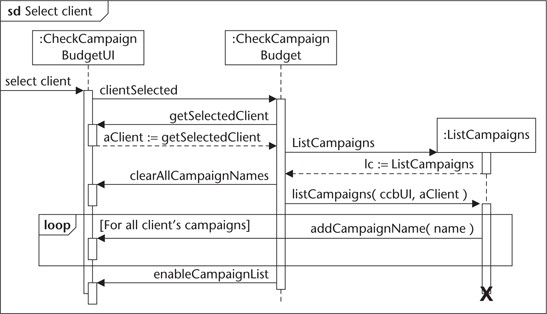 sd Select client
:CheckCampaign
BudgetUI
:CheckCampaign
Budget
select client
clientSelected
getSelectedClient
aClient := getSelectedClient
ListCampaigns
:ListCampaigns
lc := ListCampaigns
clearAllCampaignNames
listCampaigns( ccbUI, aClient )
loop
[For all client’s campaigns]
addCampaignName( name )
enableCampaignList
X